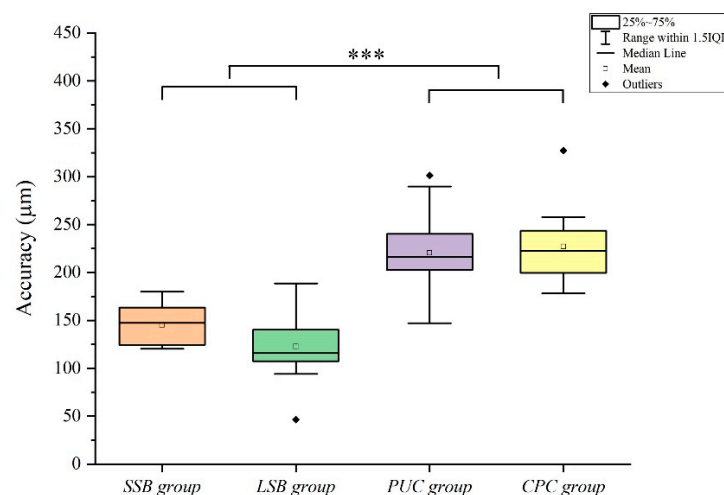 25%~75%
Range within 1.5IQR
Median Line
Mean
Outliers
***
450
400
350
300
250
200
150
100
50
0
Accuracy (μm)
SSB group
LSB group
PUC group
CPC group